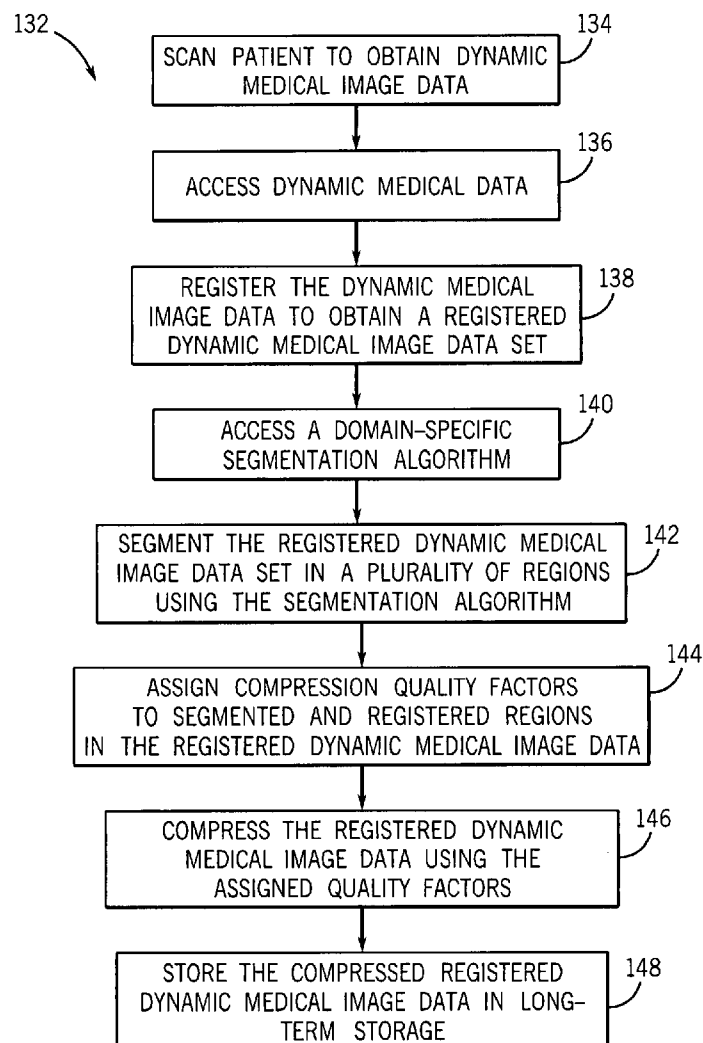 132
134
SCAN PATIENT TO OBTAIN DYNAMIC
MEDICAL IMAGE DATA
136
ACCESS DYNAMIC MEDICAL DATA
138
REGISTER THE DYNAMIC MEDICAL
IMAGE DATA TO OBTAIN A REGISTERED
DYNAMIC MEDICAL IMAGE DATA SET
140
ACCESS A DOMAIN–SPECIFIC
SEGMENTATION ALGORITHM
142
SEGMENT THE REGISTERED DYNAMIC MEDICAL
IMAGE DATA SET IN A PLURALITY OF REGIONS
USING THE SEGMENTATION ALGORITHM
144
ASSIGN COMPRESSION QUALITY FACTORS
TO SEGMENTED AND REGISTERED REGIONS
IN THE REGISTERED DYNAMIC MEDICAL IMAGE DATA
146
COMPRESS THE REGISTERED DYNAMIC
MEDICAL IMAGE DATA USING THE
ASSIGNED QUALITY FACTORS
148
STORE THE COMPRESSED REGISTERED
DYNAMIC MEDICAL IMAGE DATA IN LONG–
TERM STORAGE